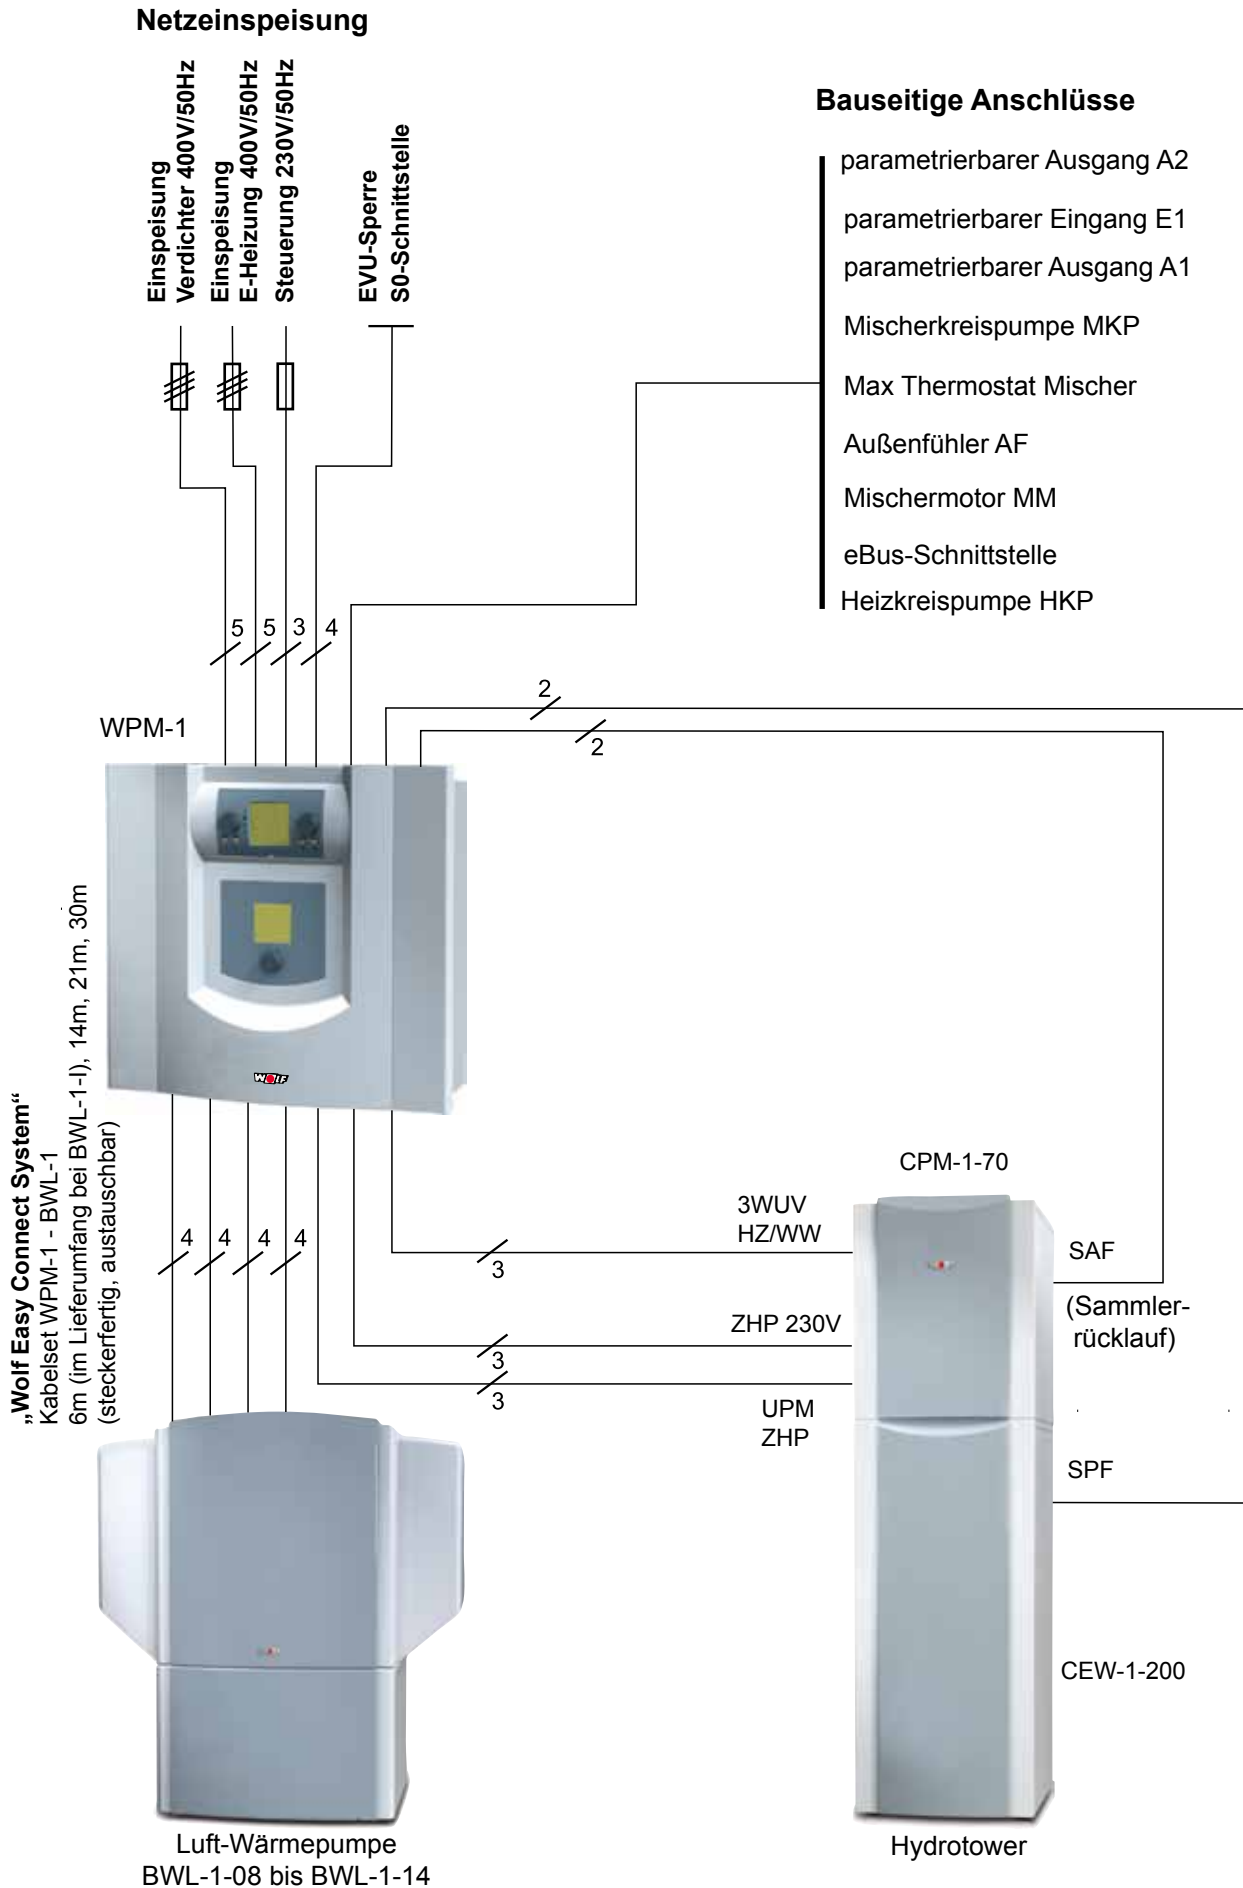 Netzeinspeisung
Einspeisung
Verdichter 400V/50Hz
Einspeisung
E-Heizung 400V/50Hz
Steuerung 230V/50Hz
EVU-Sperre
S0-Schnittstelle
Bauseitige Anschlüsse
parametrierbarer Ausgang A2
parametrierbarer Eingang E1
parametrierbarer Ausgang A1
Mischerkreispumpe MKP
Max Thermostat Mischer
Außenfühler AF
Mischermotor MM
eBus-Schnittstelle
Heizkreispumpe HKP
5 5 3 4
2
2
WPM-1
WOLF
„Wolf Easy Connect System“
Kabelset WPM-1 - BWL-1
6m (im Lieferumfang bei BWL-1-I), 14m, 21m, 30m
(steckerfertig, austauschbar)
4 4 4 4
CPM-1-70
3WUV
HZ/WW
3
SAF
(Sammler-
rücklauf)
ZHP 230V
3
3
UPM
ZHP
SPF
CEW-1-200
Luft-Wärmepumpe
BWL-1-08 bis BWL-1-14
Hydrotower